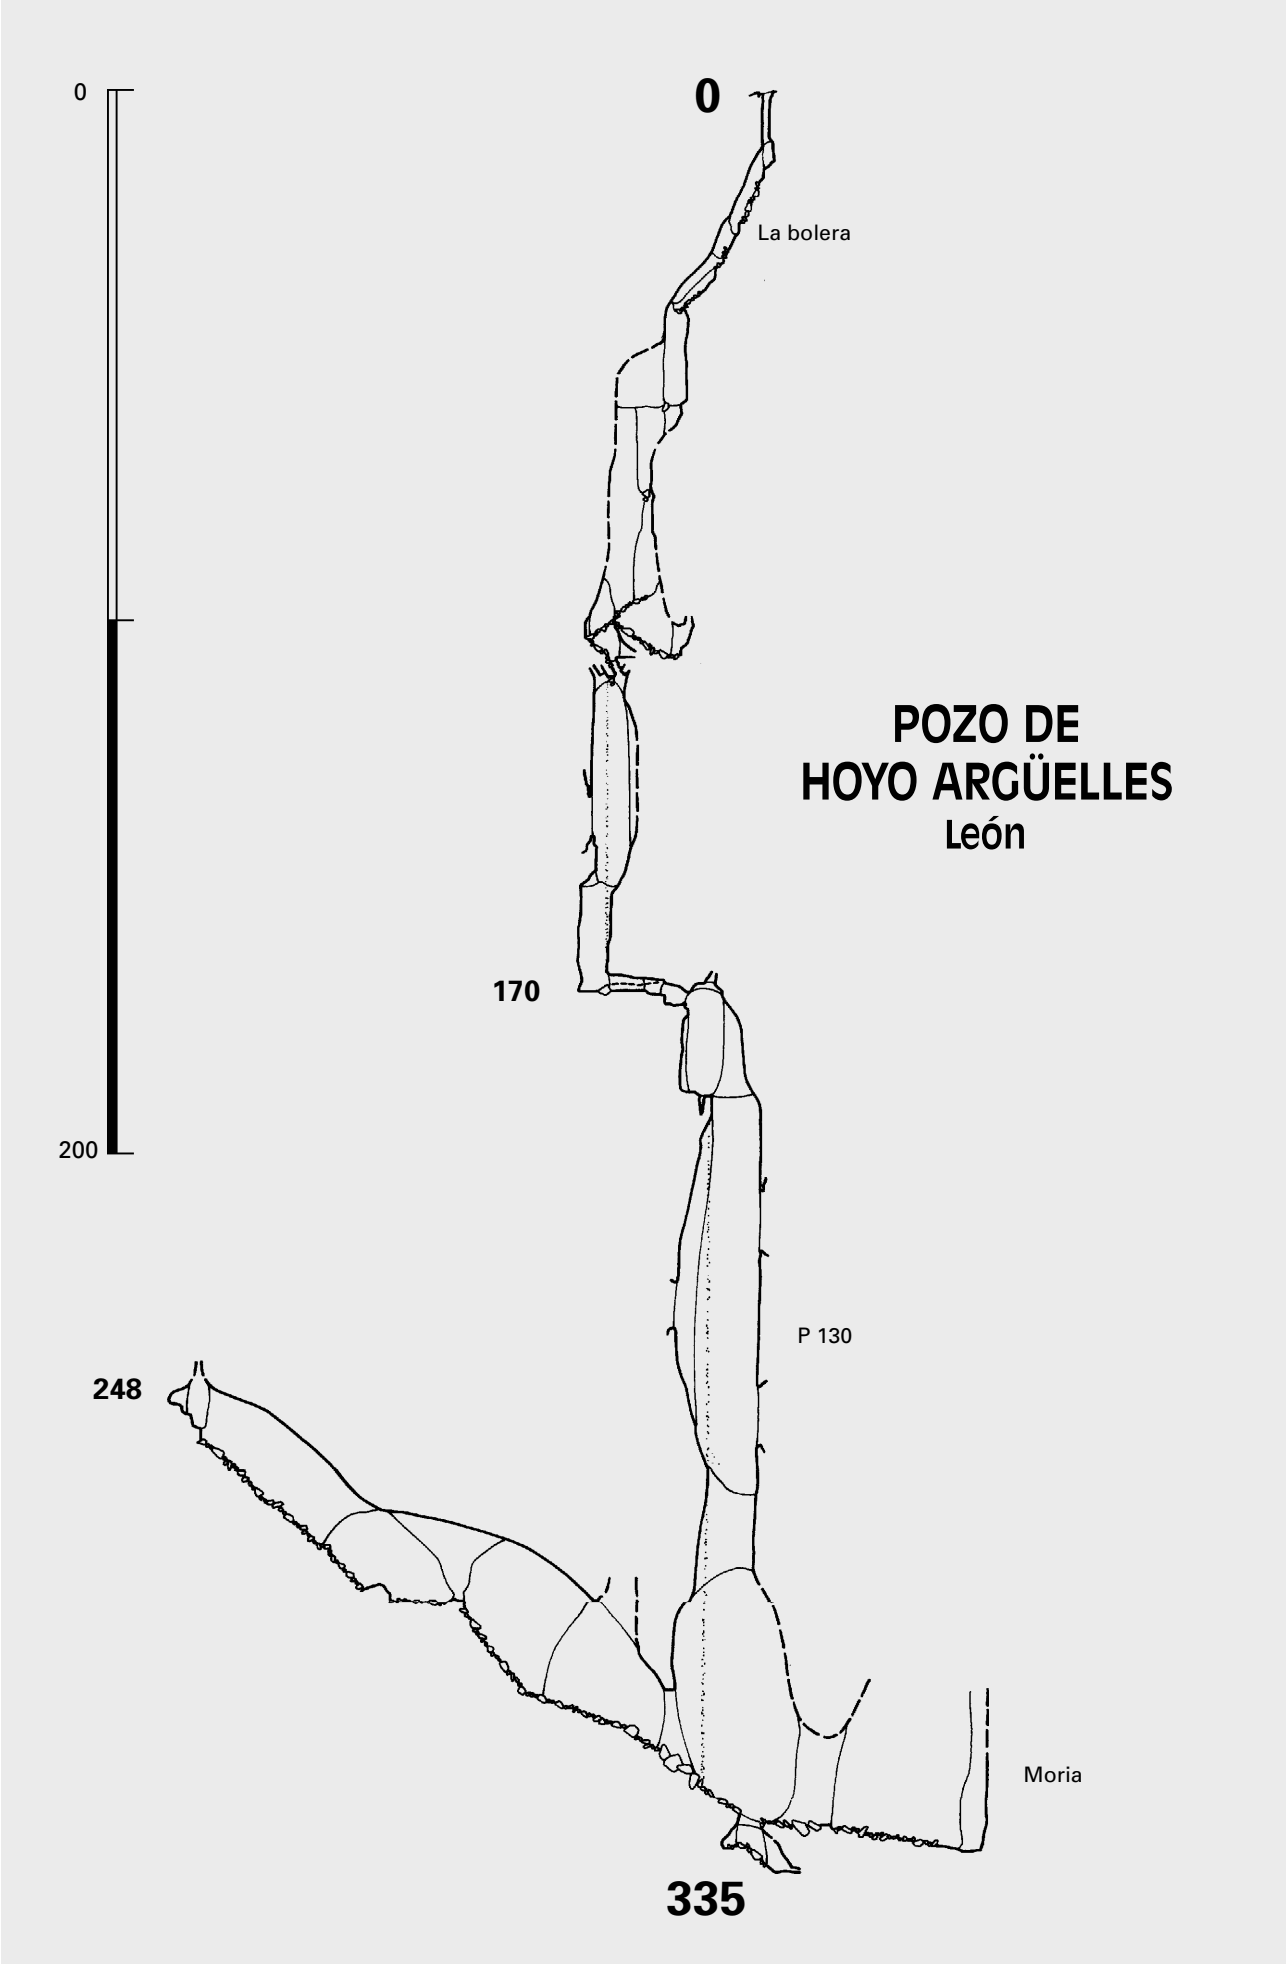 0
0
La bolera
POZO DE
HOYO ARGÜELLES
León
170
200
P 130
248
Moria
335